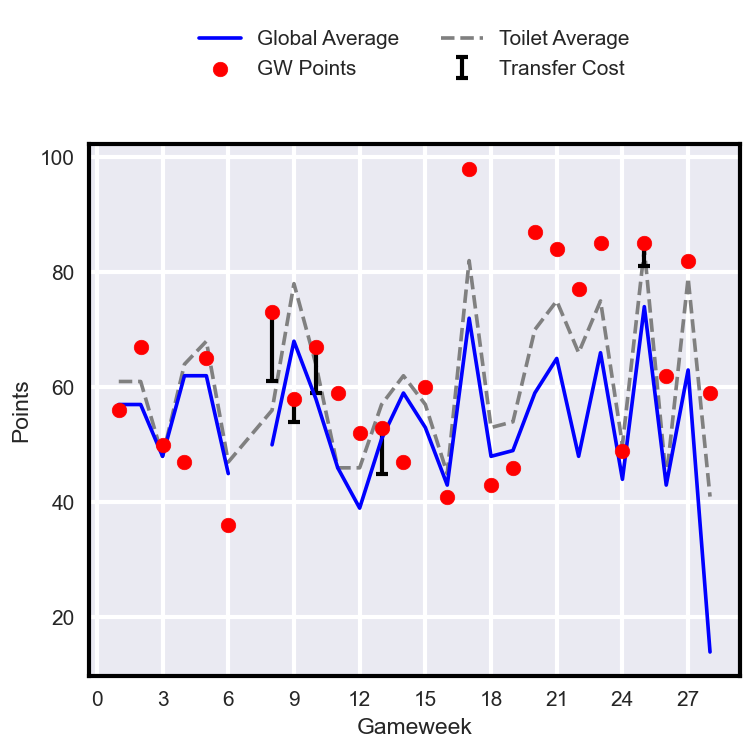 Global Average Toilet Average
GW Points Transfer Cost
100
80
60
40
20
Points
0 3 6 9 12 15 18 21 24 27
Gameweek